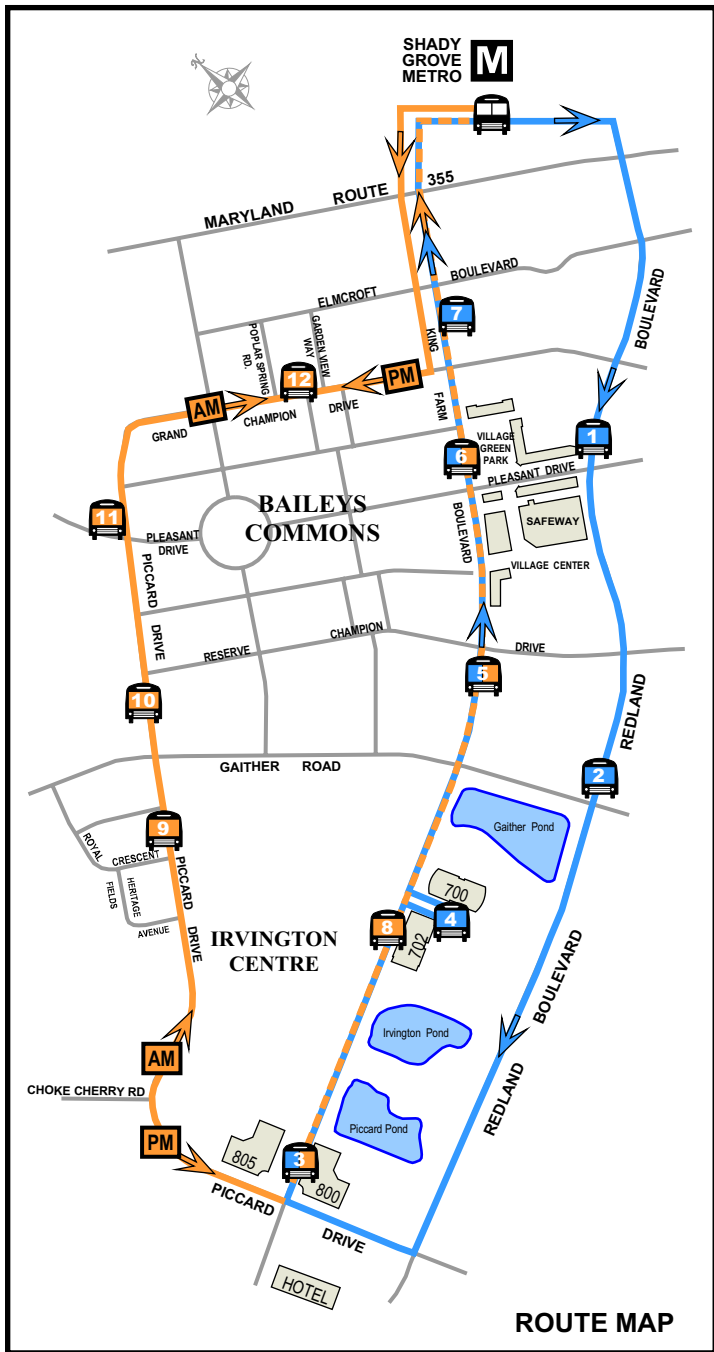 SHADY
GROVE
METRO
M
N
MARYLAND ROUTE 355
ELMCROFT BOULEVARD
BOULEVARD
7
KING
FARM
BOULEVARD
POPLAR SPRING
RD.
GARDEN VIEW
WAY
12
PM
AM
GRAND CHAMPION DRIVE
1
6
VILLAGE
GREEN
PARK
PLEASANT DRIVE
SAFEWAY
VILLAGE CENTER
BAILEYS
COMMONS
11
PLEASANT
DRIVE
PICCARD
DRIVE
RESERVE CHAMPION DRIVE
5
10
REDLAND
2
GAITHER ROAD
Gaither Pond
9
ROYAL
CRESCENT
FIELDS
HERITAGE
AVENUE
PICCARD
DRIVE
700
4
8
702
IRVINGTON
CENTRE
BOULEVARD
REDLAND
Irvington Pond
AM
CHOKE CHERRY RD
PM
Piccard Pond
805
3
800
PICCARD DRIVE
HOTEL
ROUTE MAP